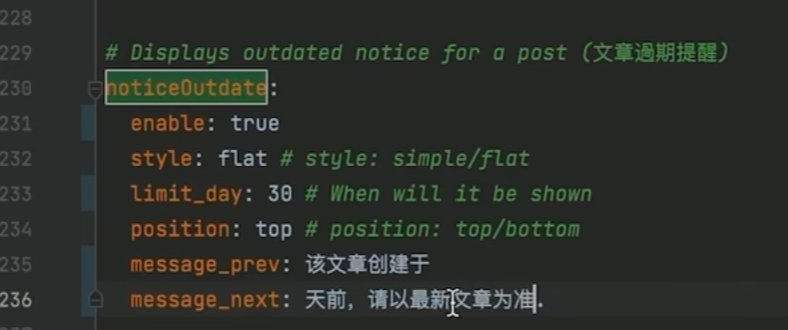 228
229 # Displays outdated notice for a post (文章過期提醒)
230 noticeOutdate:
231 enable: true
232 style: flat # style: simple/flat
233 limit_day: 30 # When will it be shown
234 position: top # position: top/bottom
235 message_prev: 该文章创建于
236 message_next: 天前，请以最新文章为准.